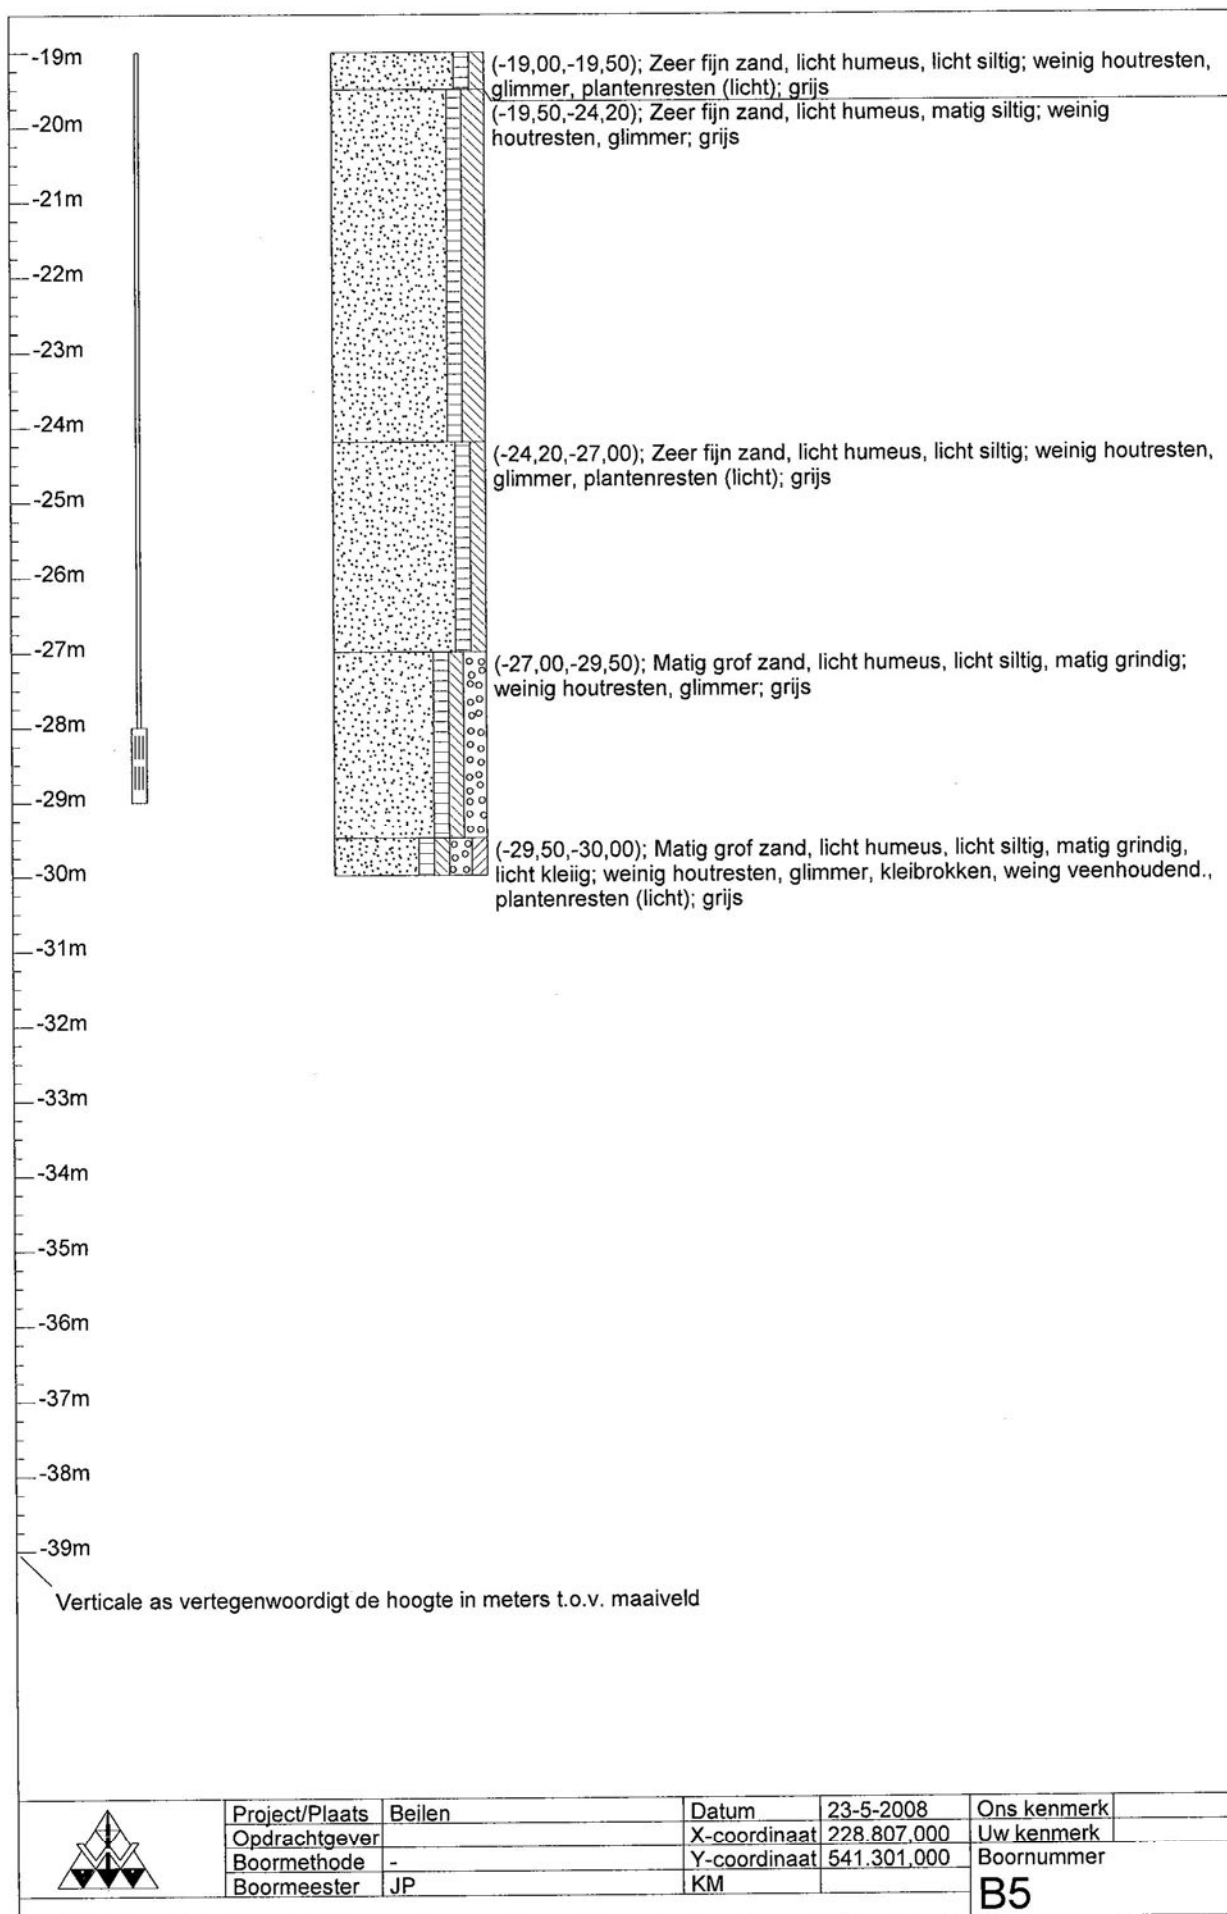 -19m
(-19,00,-19,50); Zeer fijn zand, licht humeus, licht siltig; weinig houtresten,
glimmer, plantenresten (licht); grijs
(-19,50,-24,20); Zeer fijn zand, licht humeus, matig siltig; weinig
houtresten, glimmer; grijs
-20m
-21m
-22m
-23m
-24m
(-24,20,-27,00); Zeer fijn zand, licht humeus, licht siltig; weinig houtresten,
glimmer, plantenresten (licht); grijs
-25m
-26m
-27m
(-27,00,-29,50); Matig grof zand, licht humeus, licht siltig, matig grindig;
weinig houtresten, glimmer; grijs
-28m
-29m
(-29,50,-30,00); Matig grof zand, licht humeus, licht siltig, matig grindig,
licht kleiig; weinig houtresten, glimmer, kleibrokken, weing veenhoudend.,
plantenresten (licht); grijs
-30m
-31m
-32m
-33m
-34m
-35m
-36m
-37m
-38m
-39m
Verticale as vertegenwoordigt de hoogte in meters t.o.v. maaiveld
Project/Plaats Beilen Datum 23-5-2008 Ons kenmerk
Opdrachtgever X-coordinaat 228.807,000 Uw kenmerk
Boormethode - Y-coordinaat 541.301,000 Boornummer
Boormeester JP KM B5